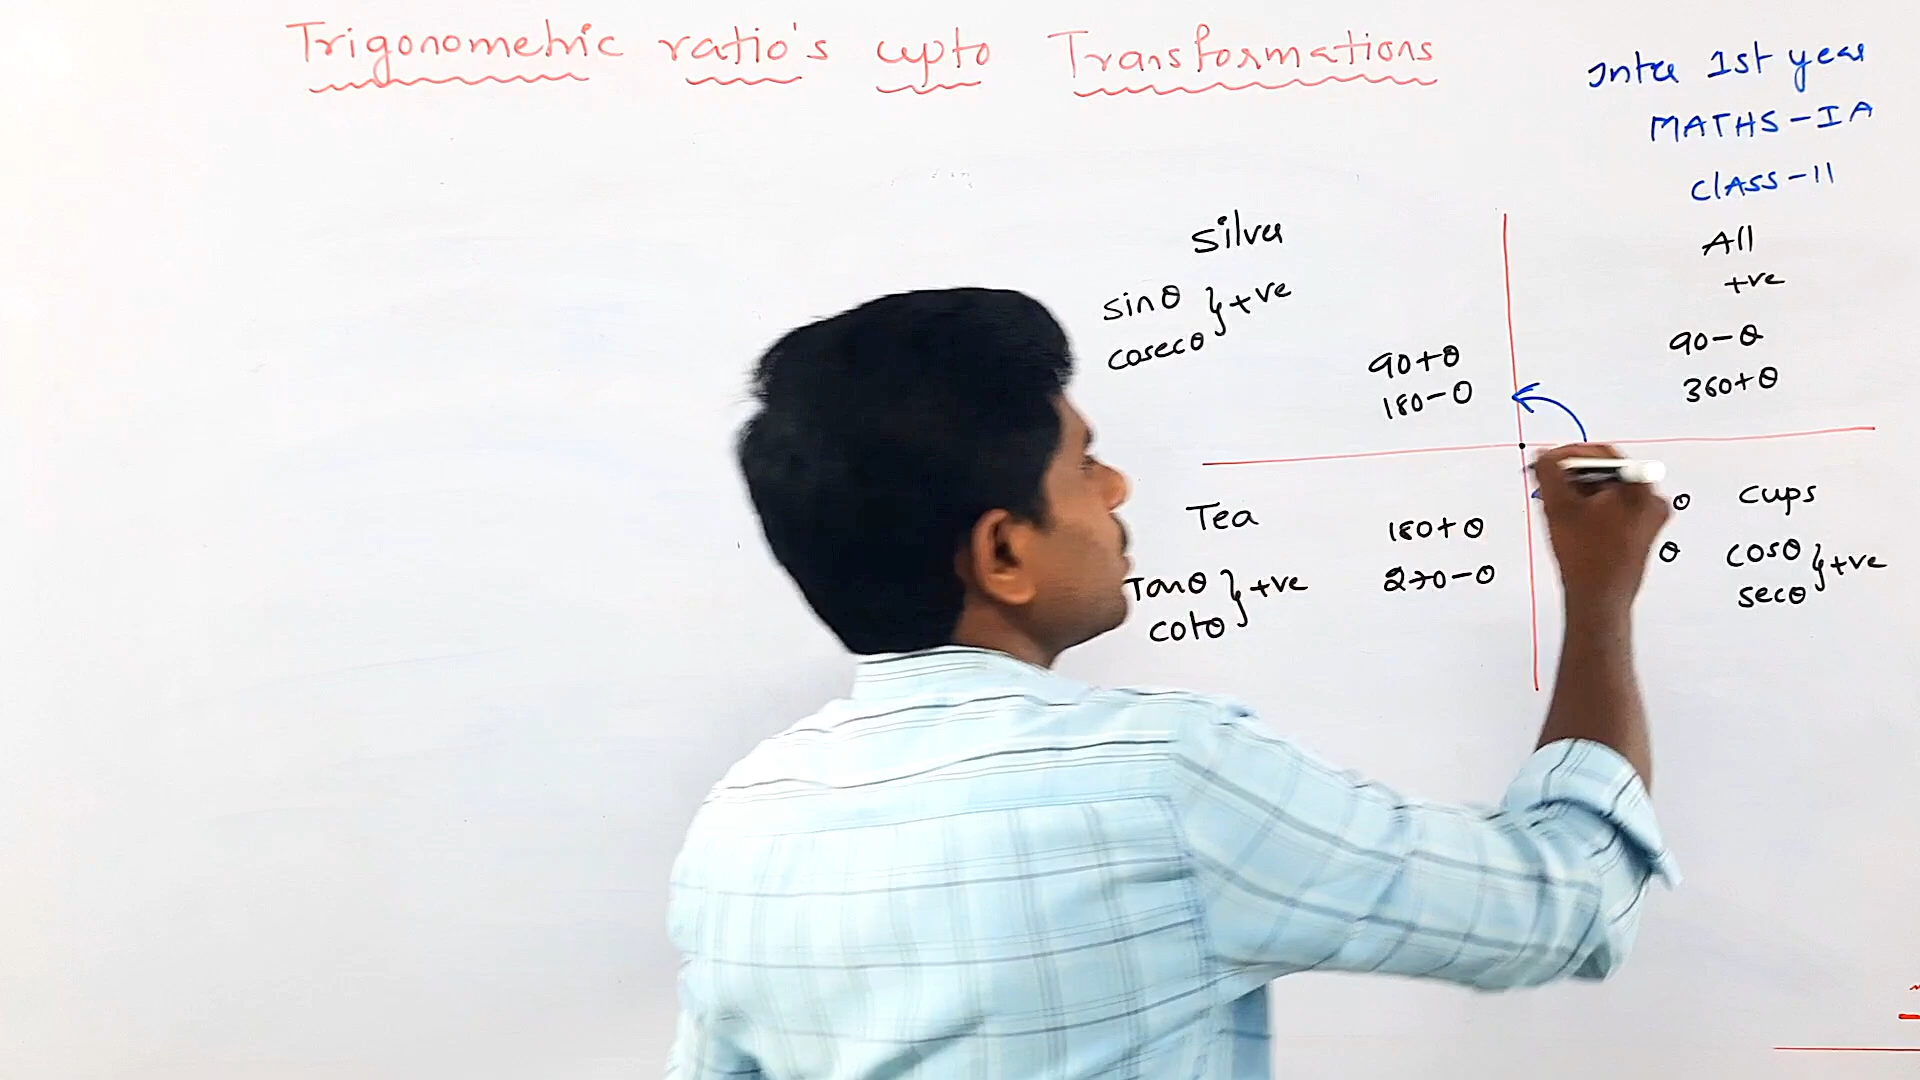 Trigonometric ratio's upto Transformations
Inter 1st year
MATHS-IA
CLASS-11
Silver
sinθ } +ve
cosecθ
90+θ
180-θ
All
+ve
90-θ
360+θ
Tea
Tanθ } +ve
cotθ
180+θ
270-θ
θ
θ
cups
cosθ } +ve
secθ